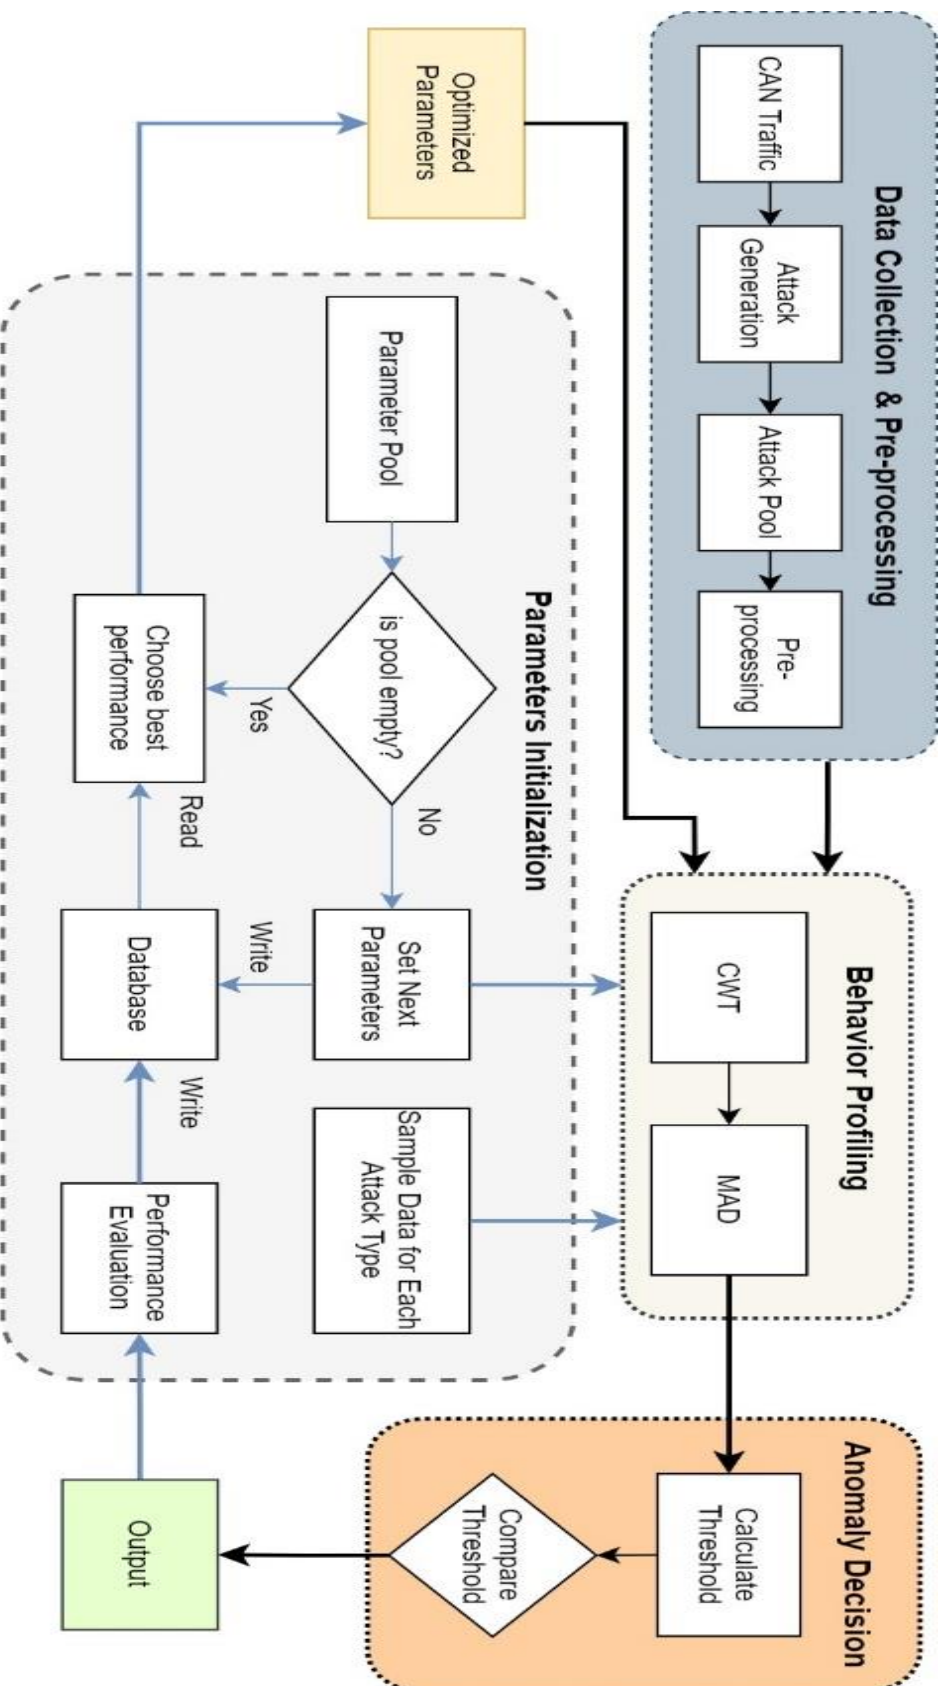 Data Collection & Pre-processing
CAN Traffic
Attack
Generation
Attack Pool
Pre-
processing
Behavior Profiling
CWT
MAD
Anomaly Decision
Calculate
Threshold
Compare
Threshold
Output
Optimized
Parameters
Parameters Initialization
Parameter Pool
is pool empty?
No
Yes
Set Next
Parameters
Sample Data for Each
Attack Type
Write
Choose best
performance
Read
Database
Write
Performance
Evaluation